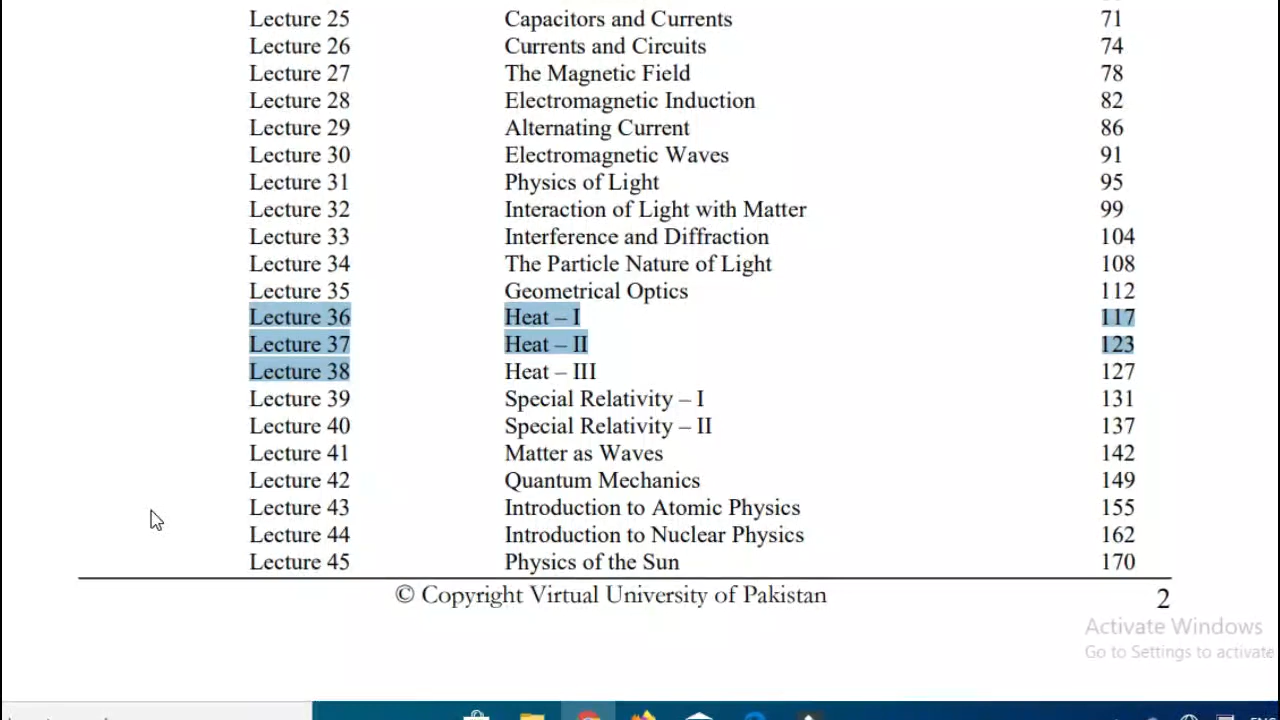 Lecture 25 Capacitors and Currents 71
Lecture 26 Currents and Circuits 74
Lecture 27 The Magnetic Field 78
Lecture 28 Electromagnetic Induction 82
Lecture 29 Alternating Current 86
Lecture 30 Electromagnetic Waves 91
Lecture 31 Physics of Light 95
Lecture 32 Interaction of Light with Matter 99
Lecture 33 Interference and Diffraction 104
Lecture 34 The Particle Nature of Light 108
Lecture 35 Geometrical Optics 112
Lecture 36 Heat – I 117
Lecture 37 Heat – II 123
Lecture 38 Heat – III 127
Lecture 39 Special Relativity – I 131
Lecture 40 Special Relativity – II 137
Lecture 41 Matter as Waves 142
Lecture 42 Quantum Mechanics 149
Lecture 43 Introduction to Atomic Physics 155
Lecture 44 Introduction to Nuclear Physics 162
Lecture 45 Physics of the Sun 170
© Copyright Virtual University of Pakistan 2
Activate Windows
Go to Settings to activate